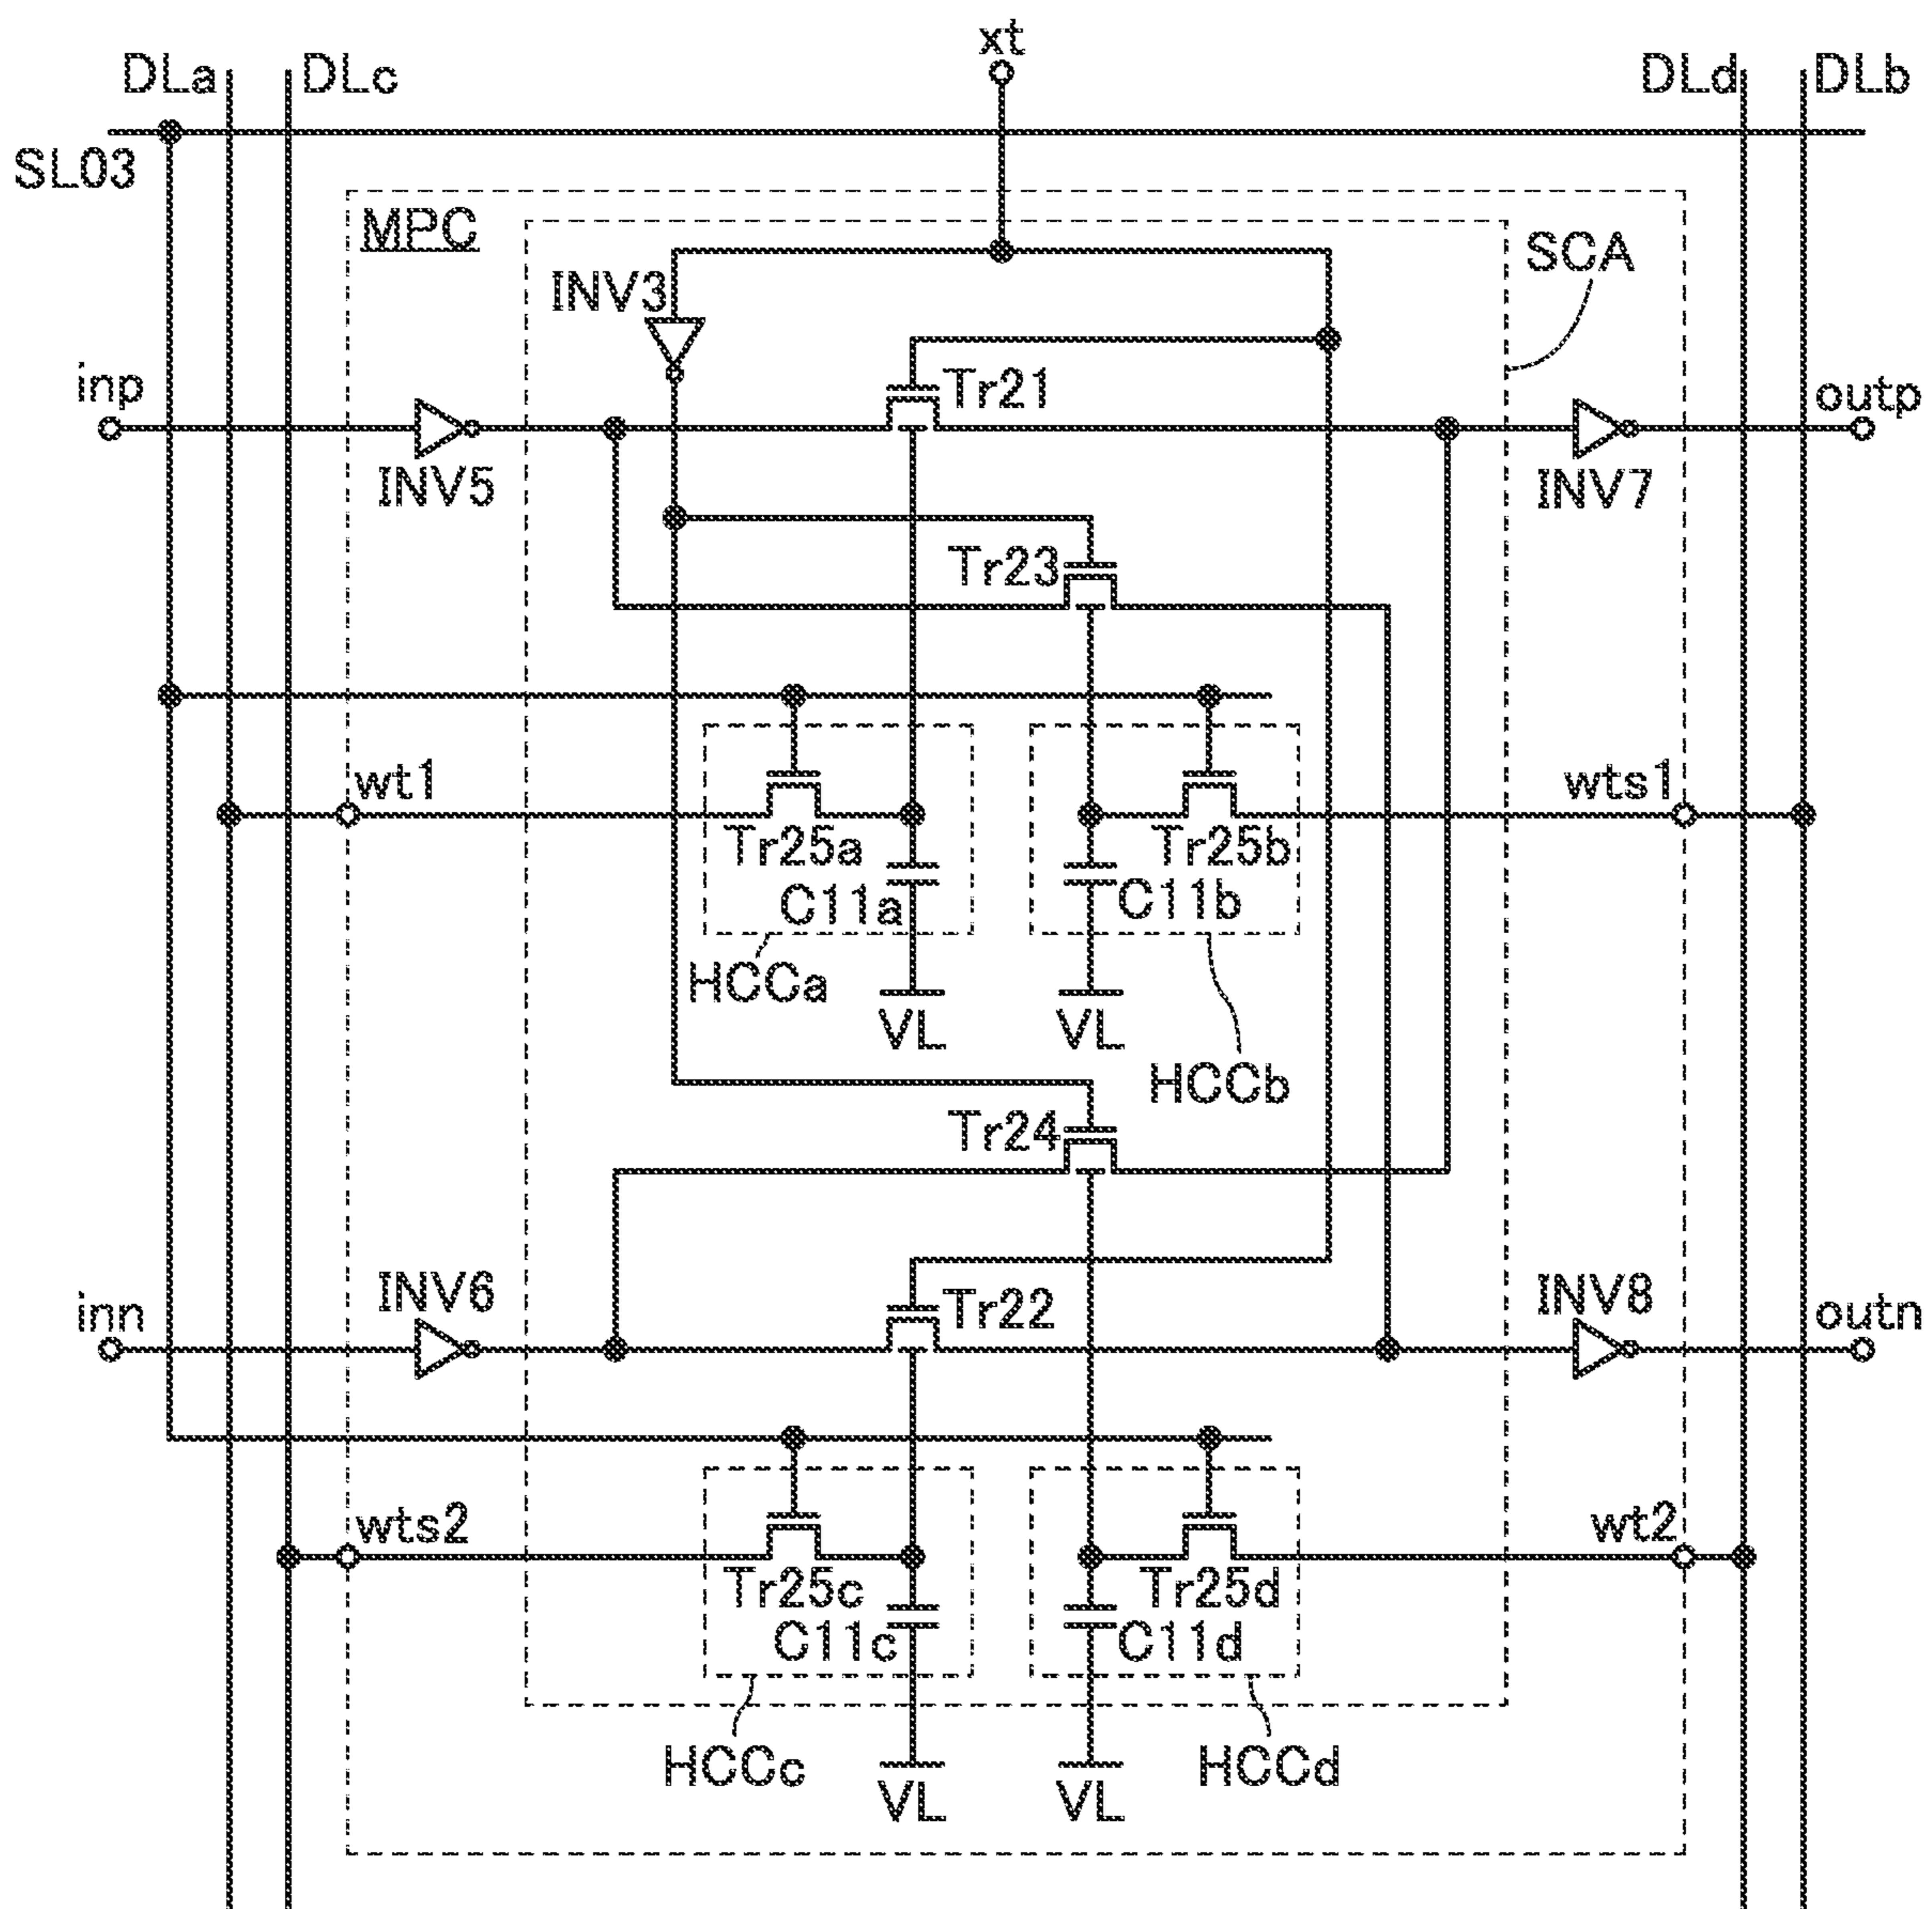 xt
DLa
DLc
DLd
DLb
SL03
MPC
SCA
INV3
inp
Tr21
outp
INV5
INV7
Tr23
wt1
wts1
Tr25a
Tr25b
C11a
C11b
HCCa
VL
VL
HCCb
Tr24
inn
INV6
Tr22
INV8
outn
wts2
wt2
Tr25c
Tr25d
C11c
C11d
HCCc
HCCd
VL
VL